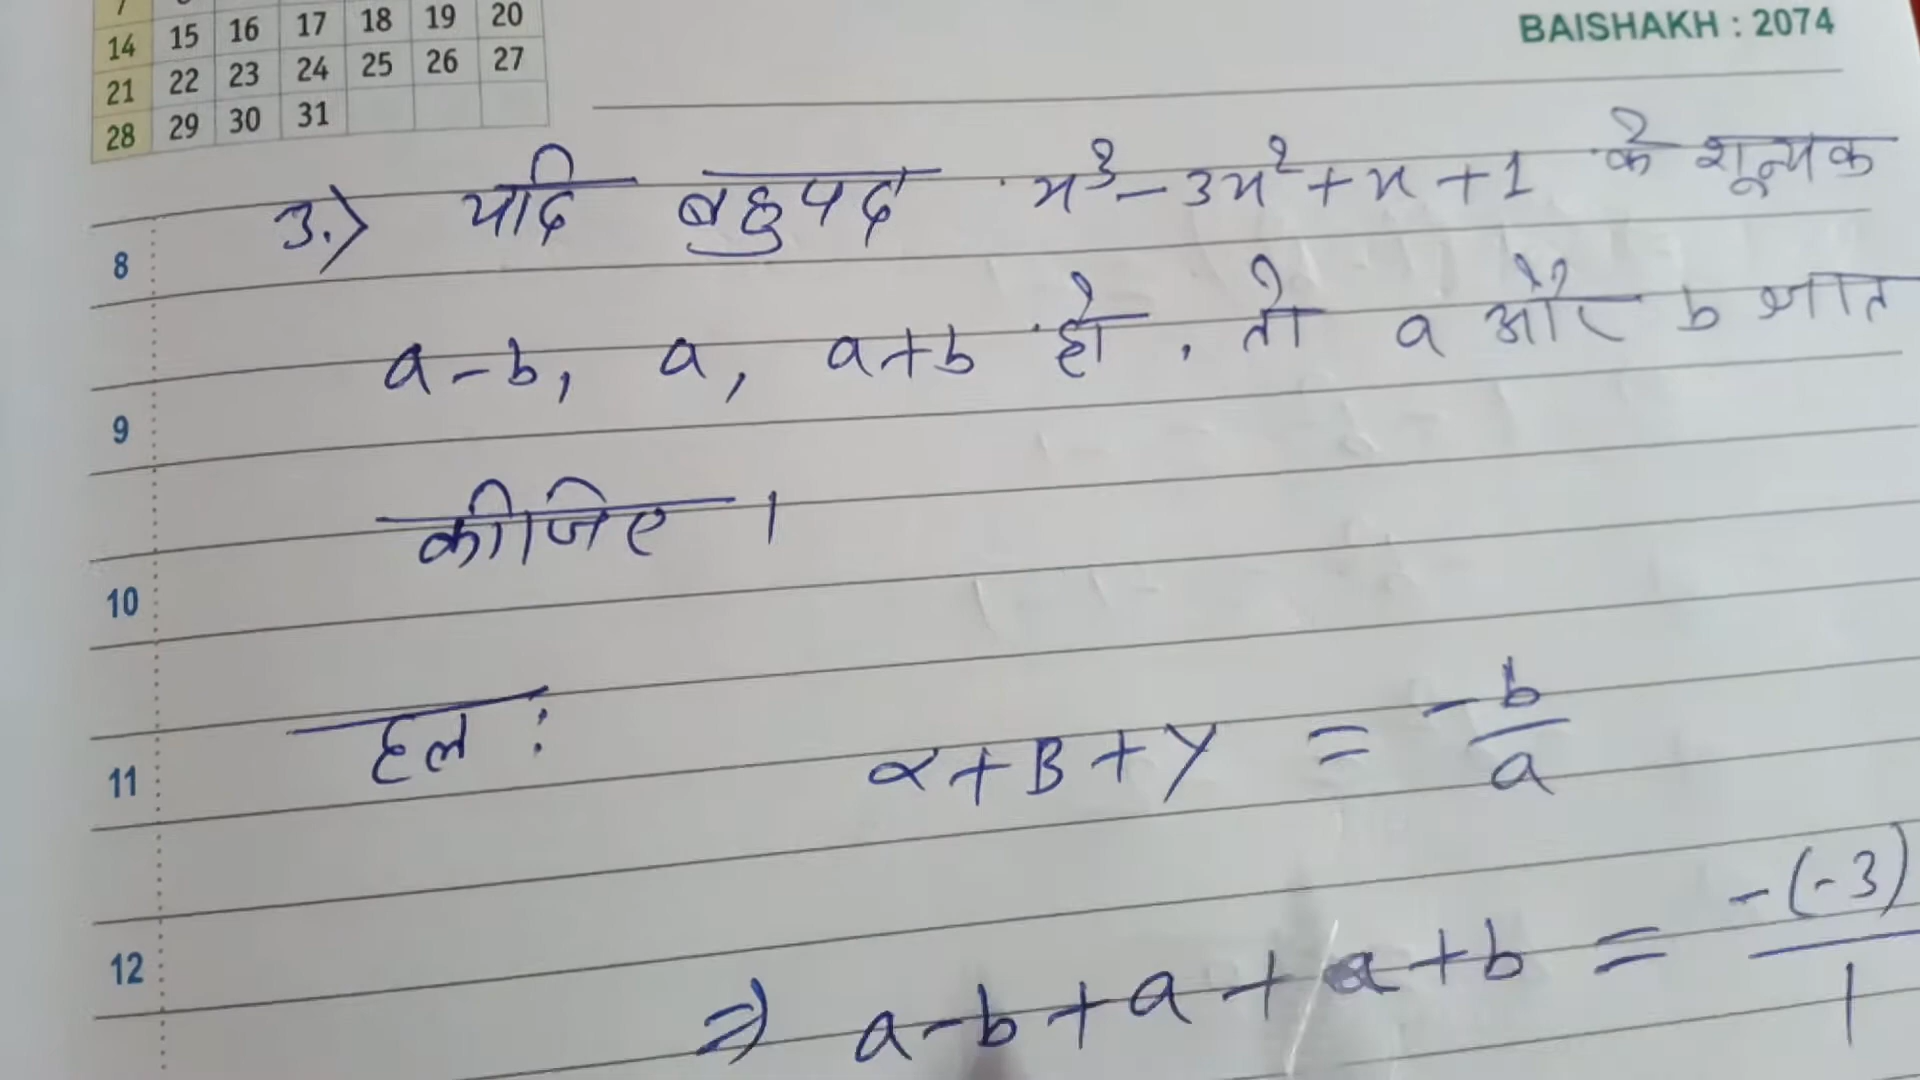 7
14 15 16 17 18 19 20
21 22 23 24 25 26 27
28 29 30 31
BAISHAKH : 2074
3.) यदि बहुपद x³ - 3x² + x + 1 के शून्यक
8
a-b, a, a+b हो, तो a और b ज्ञात
9
कीजिए ।
10
हल : α + B + γ = -b/a
11
12
⇒ a-b + a + a+b = -(-3)/1